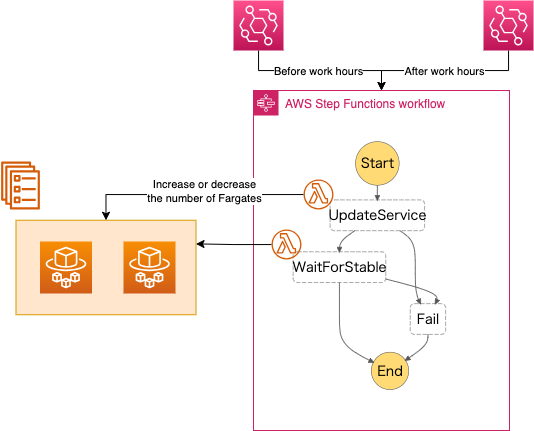 Before work hours
After work hours
AWS Step Functions workflow
Start
Increase or decrease
the number of Fargates
UpdateService
WaitForStable
Fail
End